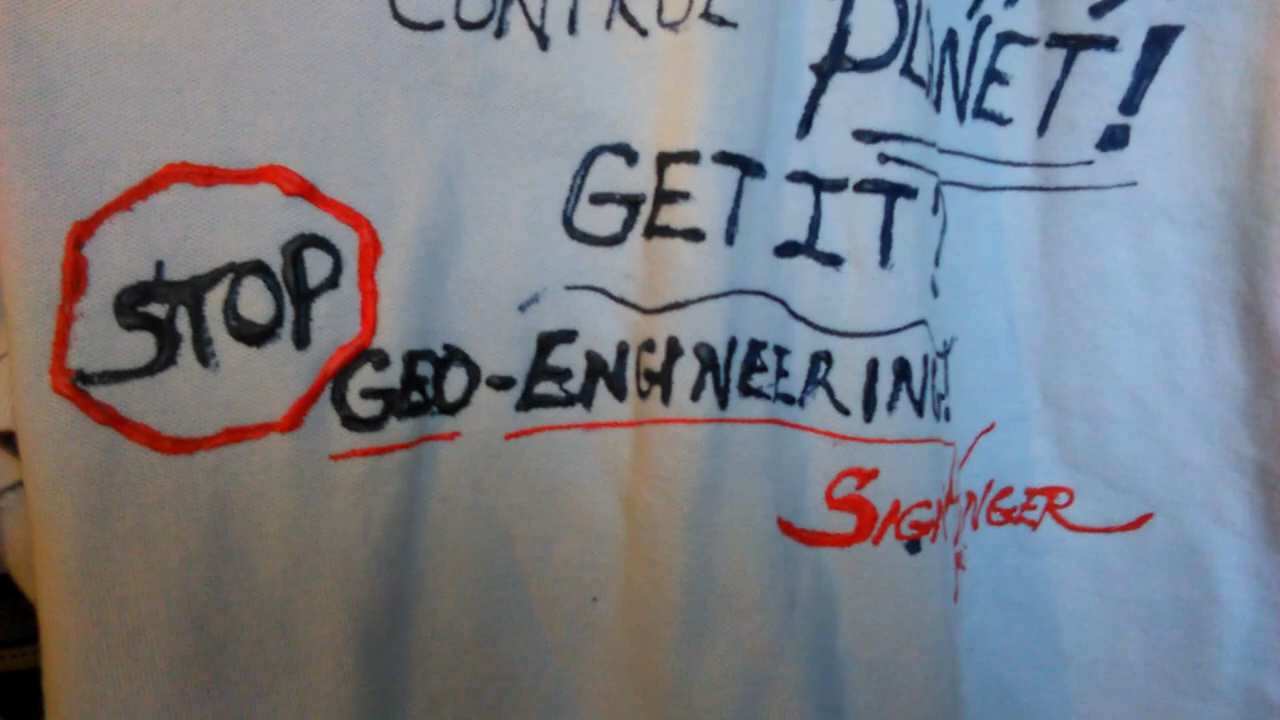 CONTROL
PLANET!
GET IT!
STOP
GEO-ENGINEERING!